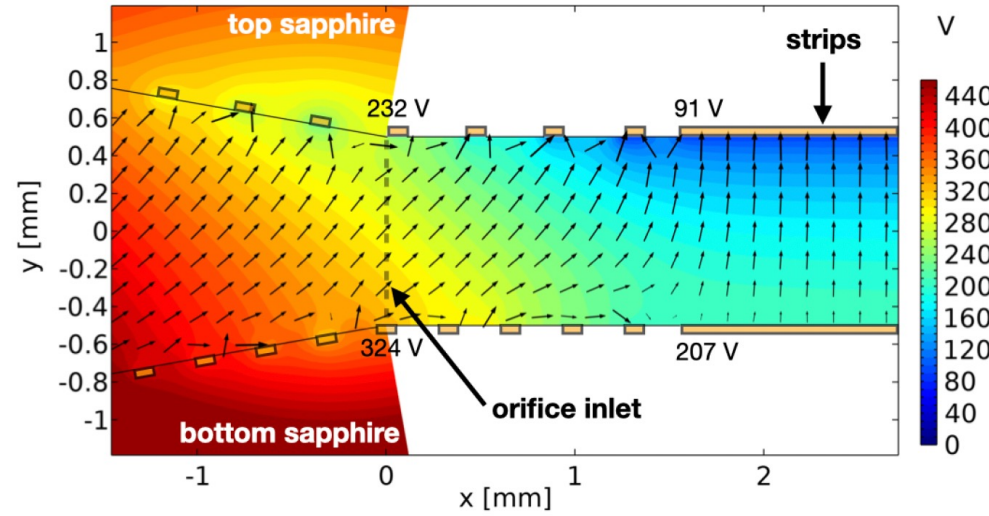 top sapphire
strips
V
232 V
91 V
324 V
207 V
orifice inlet
bottom sapphire
y [mm]
1
0.8
0.6
0.4
0.2
0
-0.2
-0.4
-0.6
-0.8
-1
-1
0
1
2
x [mm]
440
400
360
320
280
240
200
160
120
80
40
0